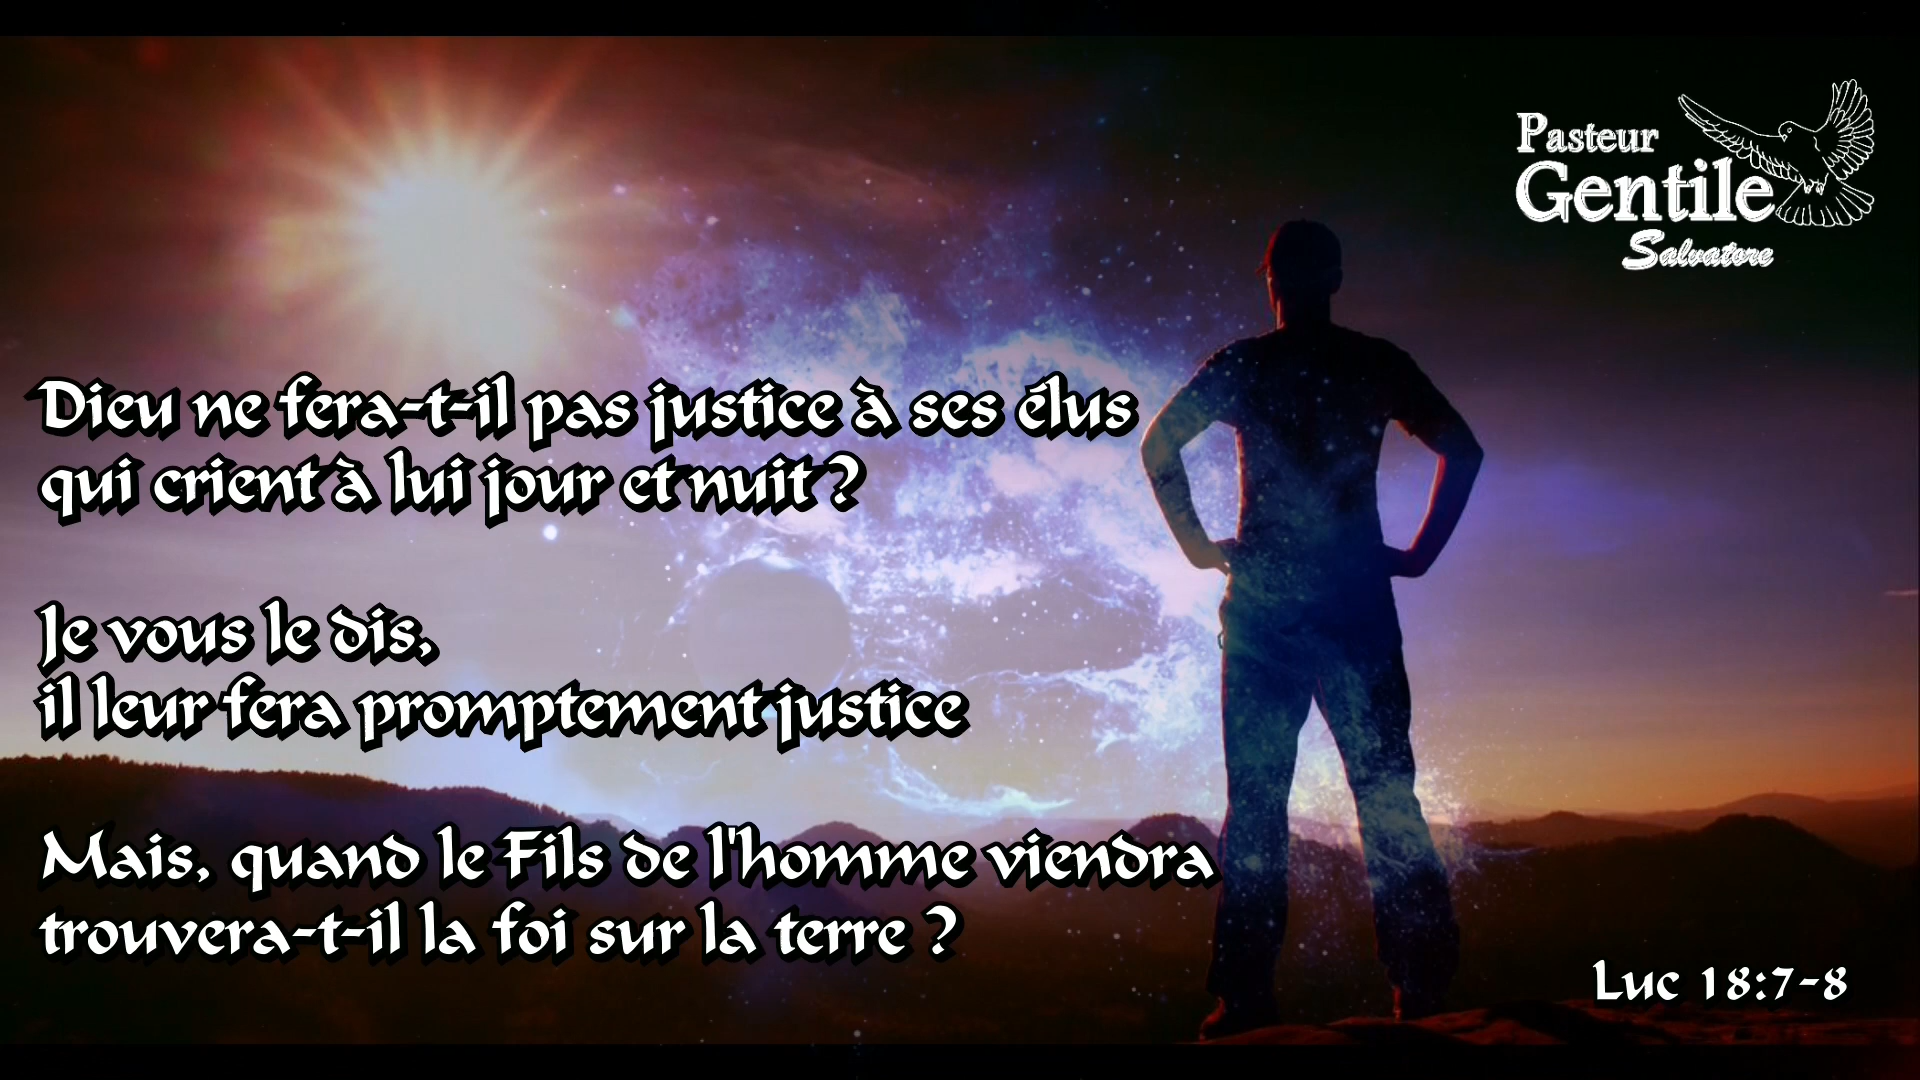 Pasteur
Gentile
Salvatore
Dieu ne fera-t-il pas justice à ses élus
qui crient à lui jour et nuit ?
Je vous le dis,
il leur fera promptement justice
Mais, quand le Fils de l'homme viendra
trouvera-t-il la foi sur la terre ?
Luc 18:7-8